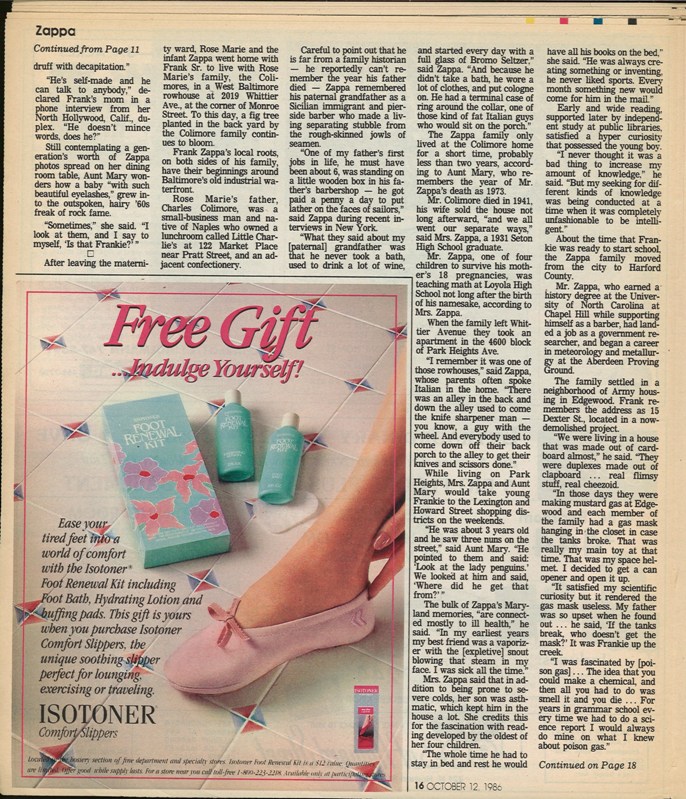 Zappa
Continued from Page 11
druff with decapitation."
"He's self-made and he
can talk to anybody," de-
clared Frank's mom in a
phone interview from her
North Hollywood, Calif., du-
plex. "He doesn't mince
words, does he?"
Still contemplating a gen-
eration's worth of Zappa
photos spread on her dining
room table, Aunt Mary won-
ders how a baby "with such
beautiful eyelashes," grew in-
to the outspoken, hairy '60s
freak of rock fame.
"Sometimes," she said. "I
look at them, and I say to
myself, 'Is that Frankie?' "
After leaving the materni-
ty ward, Rose Marie and the
infant Zappa went home with
Frank Sr. to live with Rose
Marie's family, the Coli-
mores, in a West Baltimore
rowhouse at 2019 Whittier
Ave., at the corner of Monroe
Street. To this day, a fig tree
planted in the back yard by
the Colimore family contin-
ues to bloom.
Frank Zappa's local roots,
on both sides of his family,
have their beginnings around
Baltimore's old industrial wa-
terfront.
Rose Marie's father,
Charles Colimore, was a
small-business man and na-
tive of Naples who owned a
lunchroom called Little Char-
lie's at 122 Market Place
near Pratt Street, and an ad-
jacent confectionery.
Careful to point out that he
is far from a family historian
— he reportedly can't re-
member the year his father
died — Zappa remembered
his paternal grandfather as a
Sicilian immigrant and pier-
side barber who made a liv-
ing separating stubble from
the rough-skinned jowls of
seamen.
"One of my father's first
jobs in life, he must have
been about 6, was standing on
a little wooden box in his fa-
ther's barbershop — he got
paid a penny a day to put
lather on the faces of sailors,"
said Zappa during recent in-
terviews in New York.
"What they said about my
[paternal] grandfather was
that he never took a bath,
used to drink a lot of wine,
and started every day with a
full glass of Bromo Seltzer,"
said Zappa. "And because he
didn't take a bath, he wore a
lot of clothes, and put cologne
on. He had a terminal case of
ring around the collar, one of
those kind of fat Italian guys
who would sit on the porch."
The Zappa family only
lived at the Colimore home
for a short time, probably
less than two years, accord-
ing to Aunt Mary, who re-
members the year of Mr.
Zappa's death as 1973.
Mr. Colimore died in 1941,
his wife sold the house not
long afterward, "and we all
went our separate ways,"
said Mrs. Zappa, a 1931 Seton
High School graduate.
Mr. Zappa, one of four
children to survive his moth-
er's 18 pregnancies, was
teaching math at Loyola High
School not long after the birth
of his namesake, according to
Mrs. Zappa.
When the family left Whit-
tier Avenue they took an
apartment in the 4600 block
of Park Heights Ave.
"I remember it was one of
those rowhouses," said Zappa,
whose parents often spoke
Italian in the home. "There
was an alley in the back and
down the alley used to come
the knife sharpener man —
you know, a guy with the
wheel. And everybody used to
come down off their back
porch to the alley to get their
knives and scissors done."
While living on Park
Heights, Mrs. Zappa and Aunt
Mary would take young
Frankie to the Lexington and
Howard Street shopping dis-
tricts on the weekends.
"He was about 3 years old
and he saw three nuns on the
street," said Aunt Mary. "He
pointed to them and said:
'Look at the lady penguins.'
We looked at him and said,
'Where did he get that
from?' "
The bulk of Zappa's Mary-
land memories, "are connect-
ed mostly to ill health," he
said. "In my earliest years
my best friend was a vaporiz-
er with the [expletive] snout
blowing that steam in my
face. I was sick all the time."
Mrs. Zappa said that in ad-
dition to being prone to se-
vere colds, her son was asth-
matic, which kept him in the
house a lot. She credits this
for the fascination with read-
ing developed by the oldest of
her four children.
"The whole time he had to
stay in bed and rest he would
have all his books on the bed,"
she said. "He was always cre-
ating something or inventing,
he never liked sports. Every
month something new would
come for him in the mail."
Early and wide reading,
supported later by independ-
ent study at public libraries,
satisfied a hyper curiosity
that possessed the young boy.
"I never thought it was a
bad thing to increase my
amount of knowledge," he
said. "But my seeking for dif-
ferent kinds of knowledge
was being conducted at a
time when it was completely
unfashionable to be intelli-
gent."
About the time that Fran-
kie was ready to start school,
the Zappa family moved
from the city to Harford
County.
Mr. Zappa, who earned a
history degree at the Univer-
sity of North Carolina at
Chapel Hill while supporting
himself as a barber, had land-
ed a job as a government re-
searcher, and began a career
in meteorology and metallur-
gy at the Aberdeen Proving
Ground.
The family settled in a
neighborhood of Army hous-
ing in Edgewood. Frank re-
members the address as 15
Dexter St., located in a now-
demolished project.
"We were living in a house
that was made out of card-
board almost," he said. "They
were duplexes made out of
clapboard ... real flimsy
stuff, real cheezoid.
"In those days they were
making mustard gas at Edge-
wood and each member of
the family had a gas mask
hanging in the closet in case
the tanks broke. That was
really my main toy at that
time. That was my space hel-
met. I decided to get a can
opener and open it up.
"It satisfied my scientific
curiosity but it rendered the
gas mask useless. My father
was so upset when he found
out ... he said, 'If the tanks
break, who doesn't get the
mask?' It was Frankie up the
creek.
"I was fascinated by [poi-
son gas] ... The idea that you
could make a chemical, and
then all you had to do was
smell it and you die ... For
years in grammar school ev-
ery time we had to do a sci-
ence report I would always
do mine on what I knew
about poison gas."
Continued on Page 18
Free Gift
...Indulge Yourself!
FOOT
RENEWAL
KIT
Ease your
tired feet into a
world of comfort
with the Isotoner*
Foot Renewal Kit including
Foot Bath, Hydrating Lotion and
buffing pads. This gift is yours
when you purchase Isotoner
Comfort Slippers, the
unique soothing slipper
perfect for lounging,
exercising or traveling.
ISOTONER
Comfort Slippers
ISOTONER
Located in the hosiery section of fine department and specialty stores. Isotoner Foot Renewal Kit is a $12 Value. Quantities
are limited. Offer good while supply lasts. For a store near you call toll-free 1-800-223-2218. Available only at participating stores.
16 OCTOBER 12, 1986